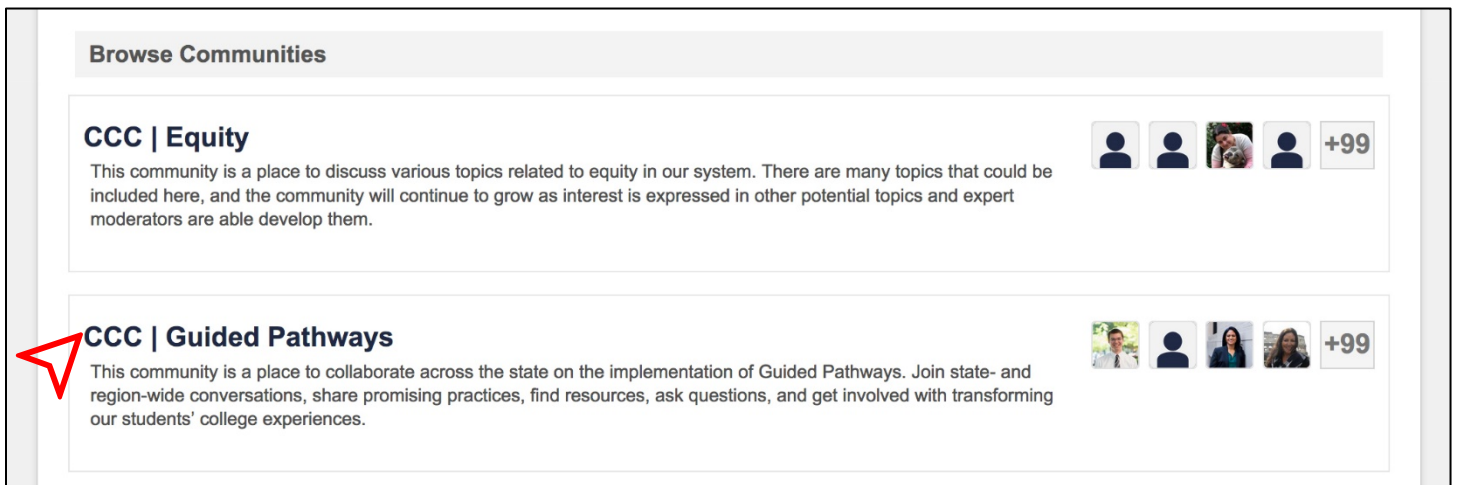 Browse Communities
CCC | Equity
+99
This community is a place to discuss various topics related to equity in our system. There are many topics that could be
included here, and the community will continue to grow as interest is expressed in other potential topics and expert
moderators are able develop them.
CCC | Guided Pathways
+99
This community is a place to collaborate across the state on the implementation of Guided Pathways. Join state- and
region-wide conversations, share promising practices, find resources, ask questions, and get involved with transforming
our students’ college experiences.